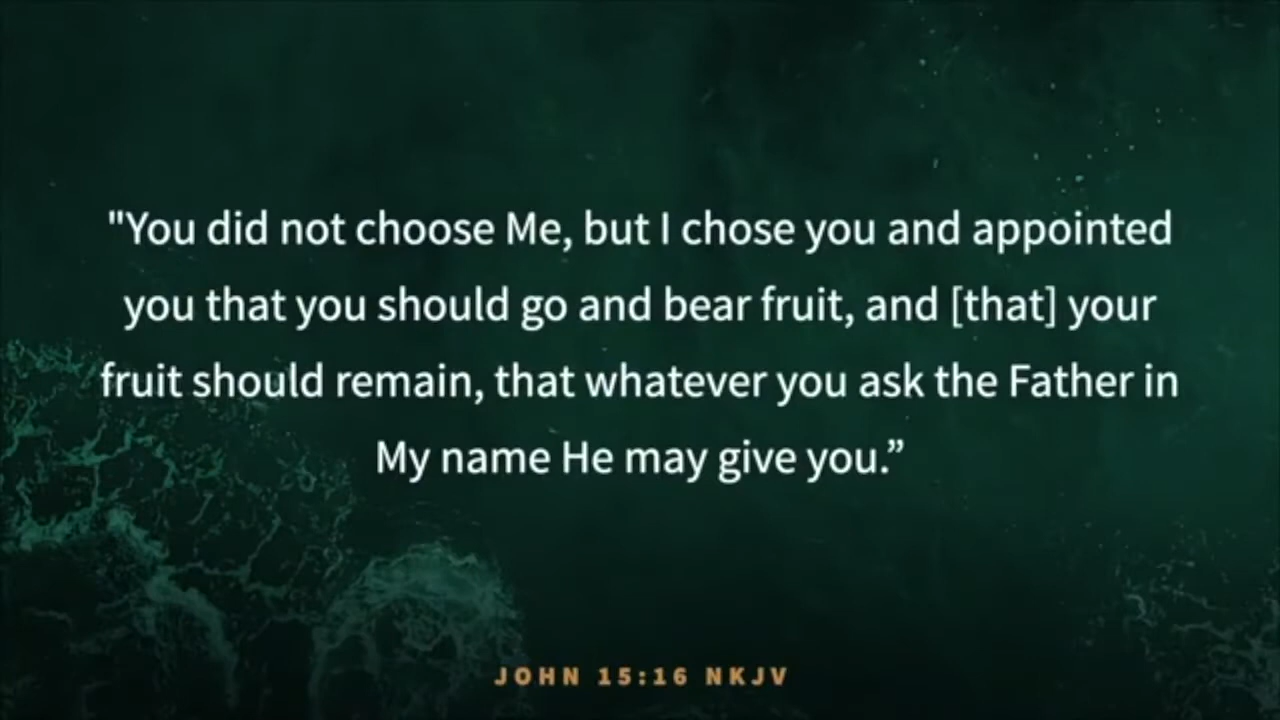 "You did not choose Me, but I chose you and appointed
you that you should go and bear fruit, and [that] your
fruit should remain, that whatever you ask the Father in
My name He may give you.”
JOHN 15:16 NKJV